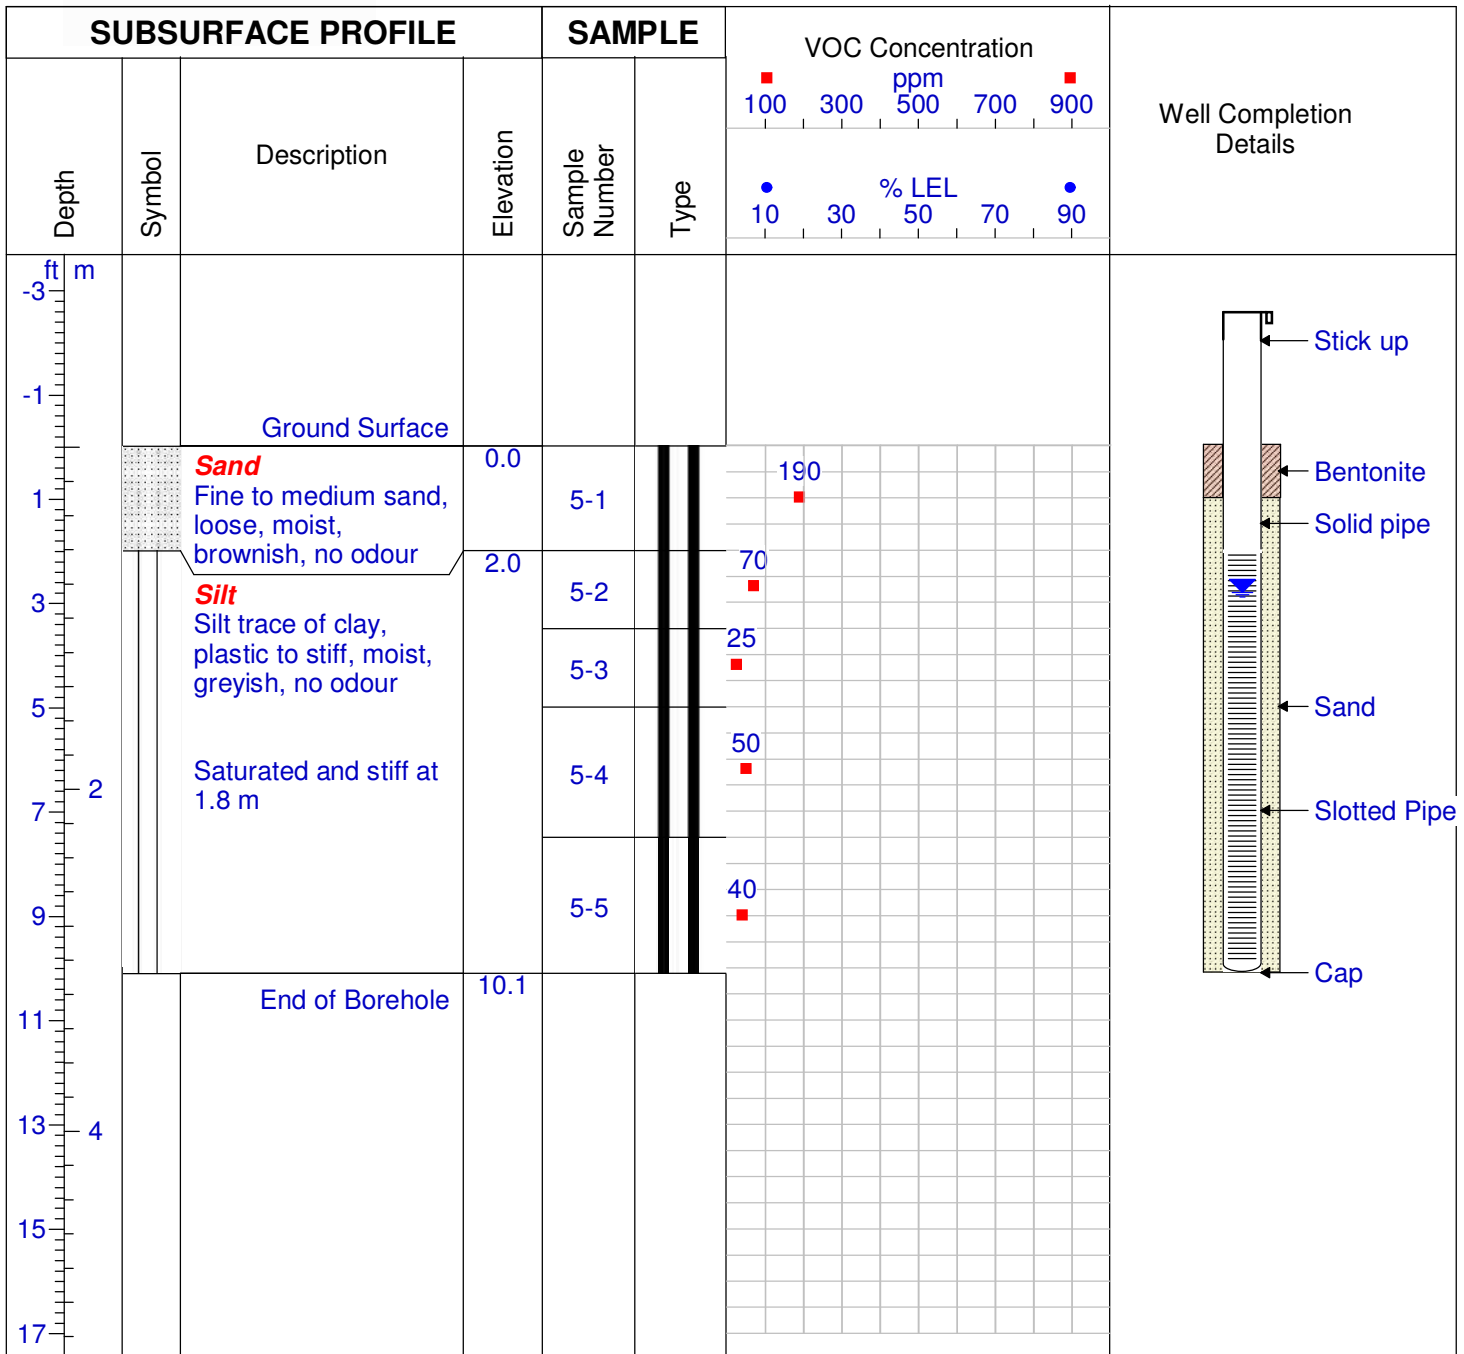 SUBSURFACE PROFILE
SAMPLE
VOC Concentration
ppm
100 300 500 700 900
% LEL
10 30 50 70 90
Well Completion
Details
Depth
Symbol
Description
Elevation
Sample
Number
Type
ft m
-3
-1
1
3
5
7
9
11
13
15
17
2
4
Ground Surface
0.0
Sand
Fine to medium sand,
loose, moist,
brownish, no odour
2.0
Silt
Silt trace of clay,
plastic to stiff, moist,
greyish, no odour
Saturated and stiff at
1.8 m
10.1
End of Borehole
5-1
5-2
5-3
5-4
5-5
190
70
25
50
40
Stick up
Bentonite
Solid pipe
Sand
Slotted Pipe
Cap